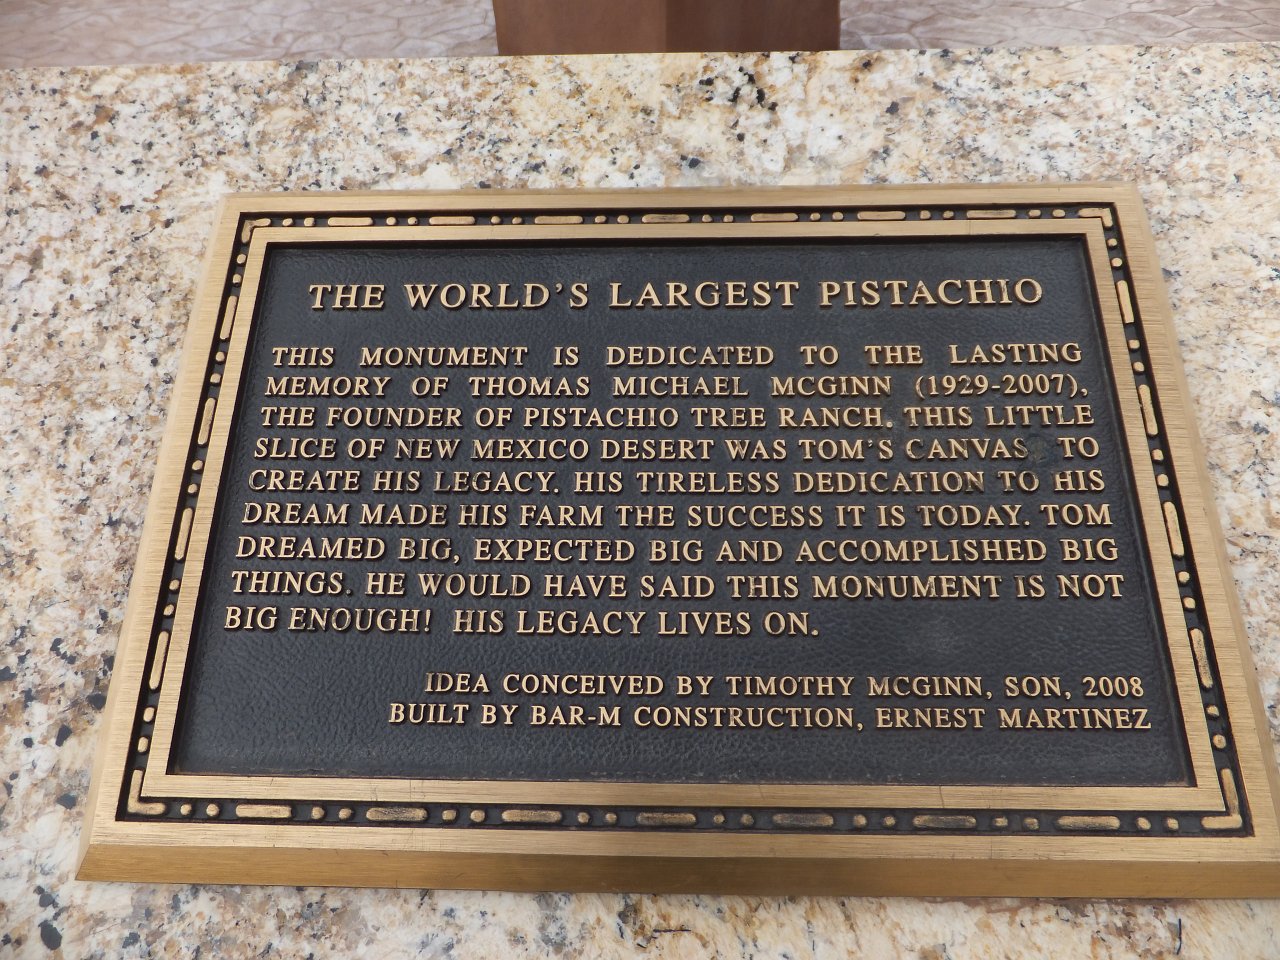 THE WORLD'S LARGEST PISTACHIO
THIS MONUMENT IS DEDICATED TO THE LASTING
MEMORY OF THOMAS MICHAEL MCGINN (1929-2007),
THE FOUNDER OF PISTACHIO TREE RANCH. THIS LITTLE
SLICE OF NEW MEXICO DESERT WAS TOM'S CANVAS TO
CREATE HIS LEGACY. HIS TIRELESS DEDICATION TO HIS
DREAM MADE HIS FARM THE SUCCESS IT IS TODAY. TOM
DREAMED BIG, EXPECTED BIG AND ACCOMPLISHED BIG
THINGS. HE WOULD HAVE SAID THIS MONUMENT IS NOT
BIG ENOUGH! HIS LEGACY LIVES ON.
IDEA CONCEIVED BY TIMOTHY MCGINN, SON, 2008
BUILT BY BAR-M CONSTRUCTION, ERNEST MARTINEZ